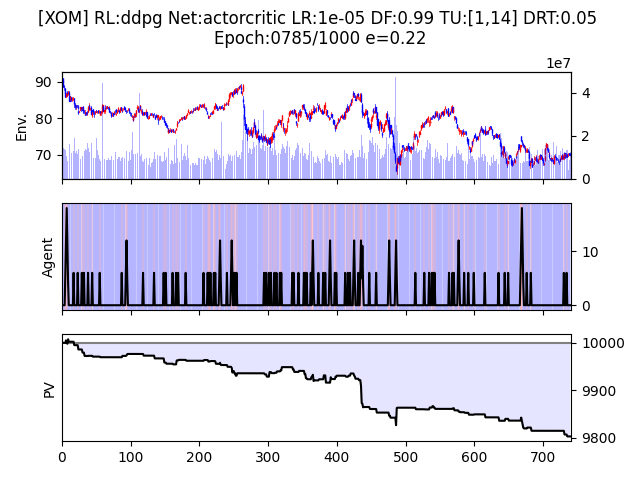 [XOM] RL:ddpg Net:actorcritic LR:1e-05 DF:0.99 TU:[1,14] DRT:0.05
Epoch:0785/1000 e=0.22
1e7
90
80
70
Env.
4
2
0
Agent
10
0
PV
10000
9900
9800
0 100 200 300 400 500 600 700